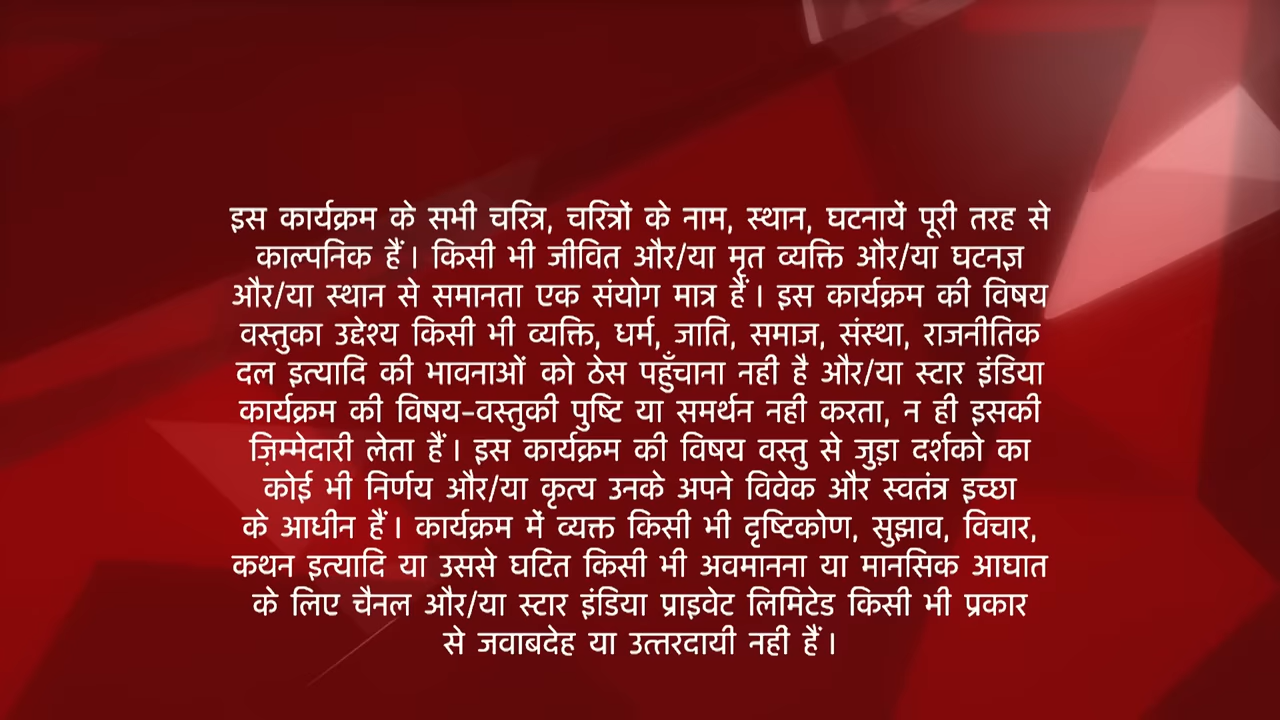 इस कार्यक्रम के सभी चरित्र, चरित्रों के नाम, स्थान, घटनायें पूरी तरह से
काल्पनिक हैं। किसी भी जीवित और/या मृत व्यक्ति और/या घटनज्ञ
और/या स्थान से समानता एक संयोग मात्र हैं। इस कार्यक्रम की विषय
वस्तुका उद्देश्य किसी भी व्यक्ति, धर्म, जाति, समाज, संस्था, राजनीतिक
दल इत्यादि की भावनाओं को ठेस पहुँचाना नही है और/या स्टार इंडिया
कार्यक्रम की विषय-वस्तुकी पुष्टि या समर्थन नही करता, न ही इसकी
ज़िम्मेदारी लेता हैं। इस कार्यक्रम की विषय वस्तु से जुड़ा दर्शको का
कोई भी निर्णय और/या कृत्य उनके अपने विवेक और स्वतंत्र इच्छा
के आधीन हैं। कार्यक्रम में व्यक्त किसी भी दृष्टिकोण, सुझाव, विचार,
कथन इत्यादि या उससे घटित किसी भी अवमानना या मानसिक आघात
के लिए चैनल और/या स्टार इंडिया प्राइवेट लिमिटेड किसी भी प्रकार
से जवाबदेह या उत्तरदायी नही हैं।